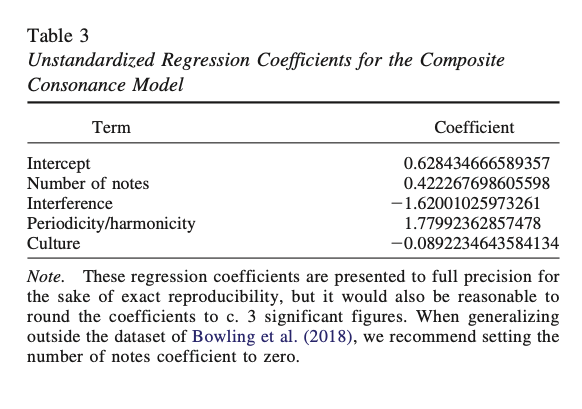 Table 3
Unstandardized Regression Coefficients for the Composite
Consonance Model
Term Coefficient
Intercept 0.628434666589357
Number of notes 0.422267698605598
Interference −1.62001025973261
Periodicity/harmonicity 1.77992362857478
Culture −0.0892234643584134
Note. These regression coefficients are presented to full precision for
the sake of exact reproducibility, but it would also be reasonable to
round the coefficients to c. 3 significant figures. When generalizing
outside the dataset of Bowling et al. (2018), we recommend setting the
number of notes coefficient to zero.